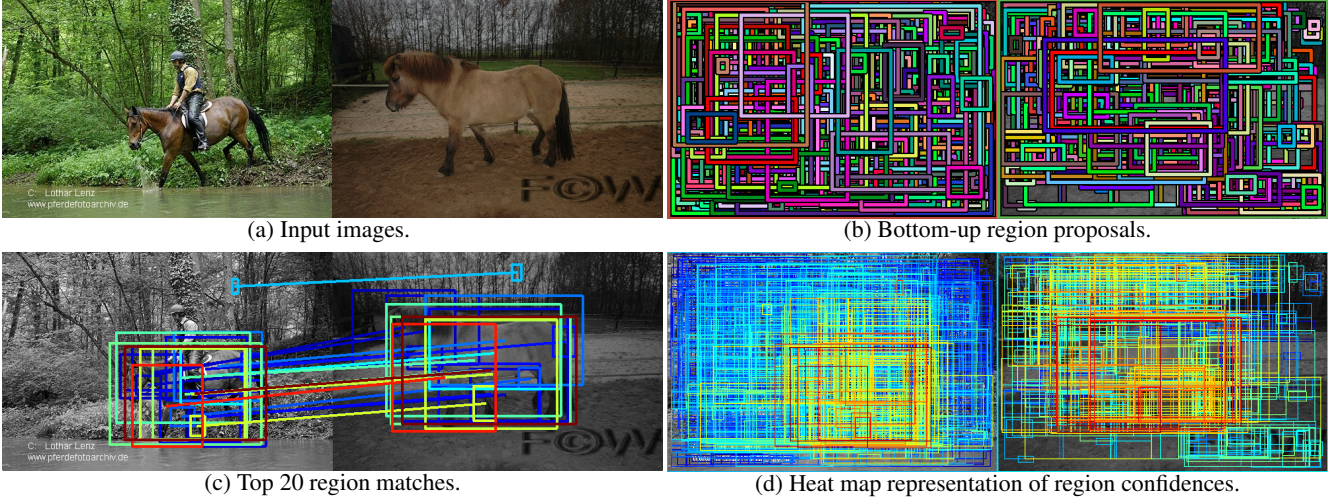 C: Lothar Lenz
www.pferdefotoarchiv.de
F©W
(a) Input images.
(b) Bottom-up region proposals.
C: Lothar Lenz
www.pferdefotoarchiv.de
F©W
(c) Top 20 region matches.
(d) Heat map representation of region confidences.